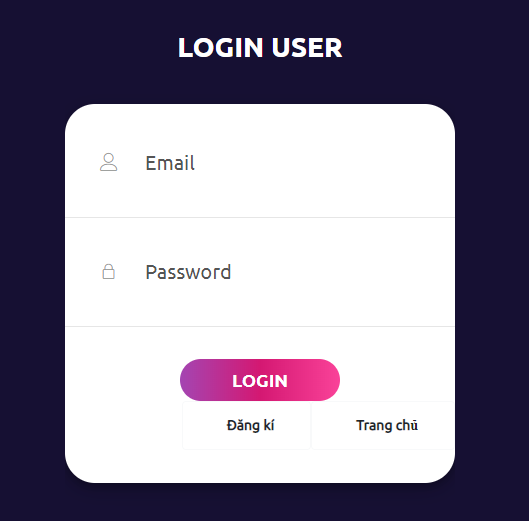 LOGIN USER
Email
Password
LOGIN
Đăng kí Trang chủ